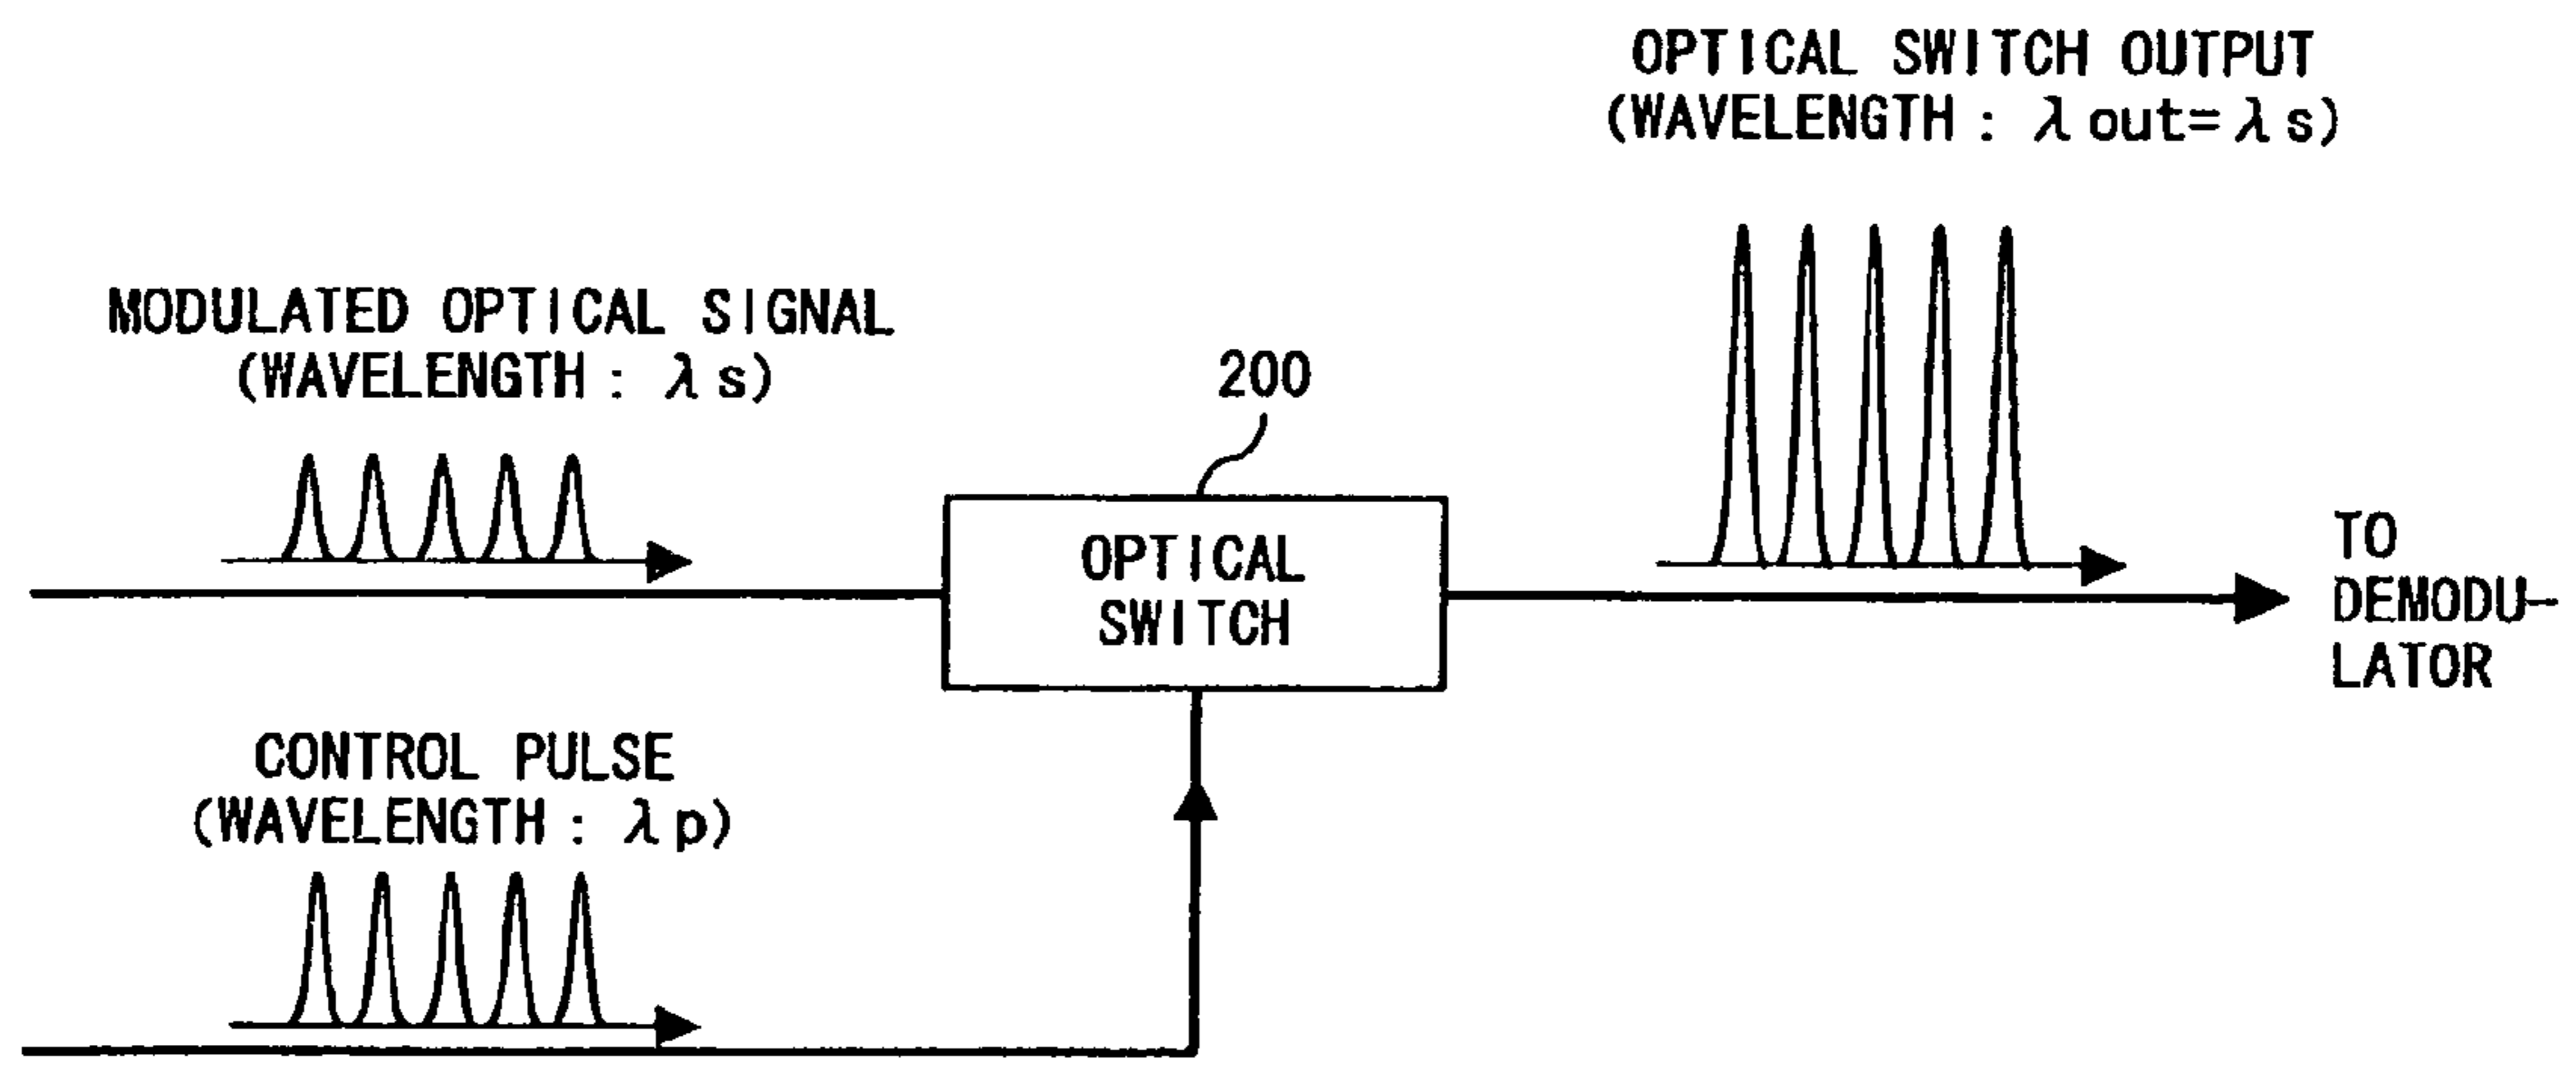 OPTICAL SWITCH OUTPUT
(WAVELENGTH : λout=λs)
MODULATED OPTICAL SIGNAL
(WAVELENGTH : λs)
200
OPTICAL
SWITCH
TO
DEMODU-
LATOR
CONTROL PULSE
(WAVELENGTH : λp)